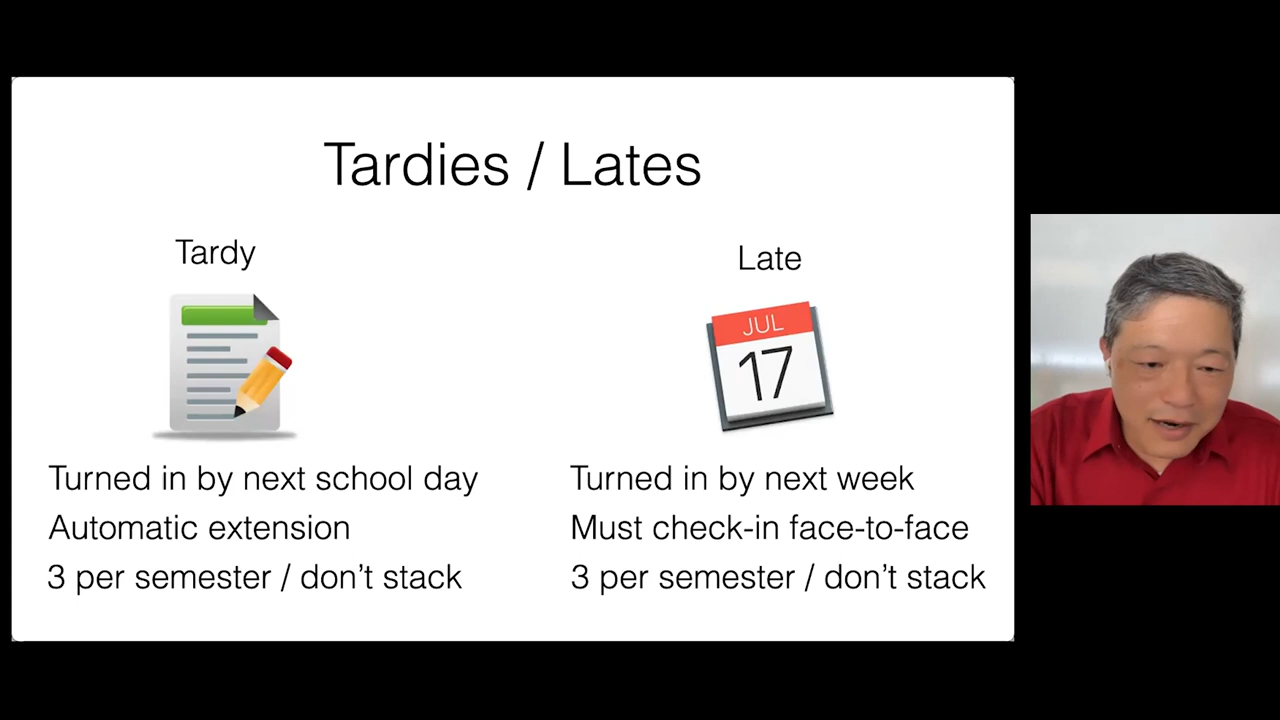 Tardies / Lates
Tardy
Late
JUL
17
Turned in by next school day
Automatic extension
3 per semester / don’t stack
Turned in by next week
Must check-in face-to-face
3 per semester / don’t stack